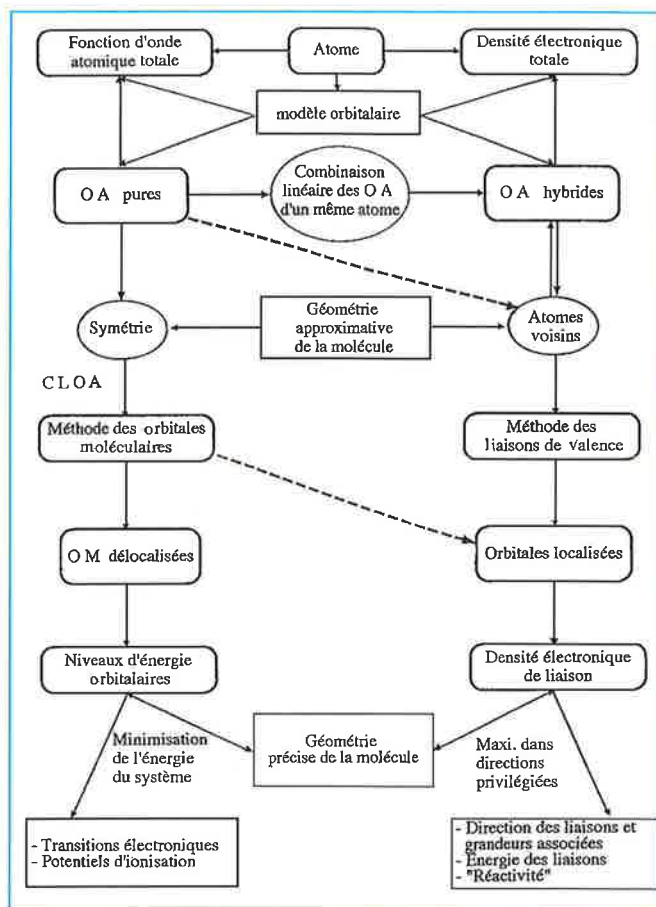 Fonction d'onde
atomique totale
Atome
Densité électronique
totale
modèle orbitalaire
O A pures
Combinaison
linéaire des O A
d'un même atome
O A hybrides
Symétrie
Géométrie
approximative
de la molécule
Atomes
voisins
C L O A
Méthode des orbitales
moléculaires
Méthode des
liaisons de valence
O M délocalisées
Orbitales localisées
Niveaux d'énergie
orbitalaires
Densité électronique
de liaison
Minimisation
de l'énergie
du système
Géométrie
précise de la molécule
Maxi. dans
directions
privilégiées
- Transitions électroniques
- Potentiels d'ionisation
- Direction des liaisons et
grandeurs associées
- Energie des liaisons
- "Réactivité"